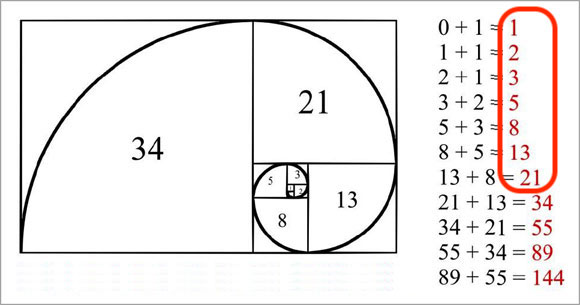 34
21
5
3
2
8
13
0 + 1 = 1
1 + 1 = 2
2 + 1 = 3
3 + 2 = 5
5 + 3 = 8
8 + 5 = 13
13 + 8 = 21
21 + 13 = 34
34 + 21 = 55
55 + 34 = 89
89 + 55 = 144